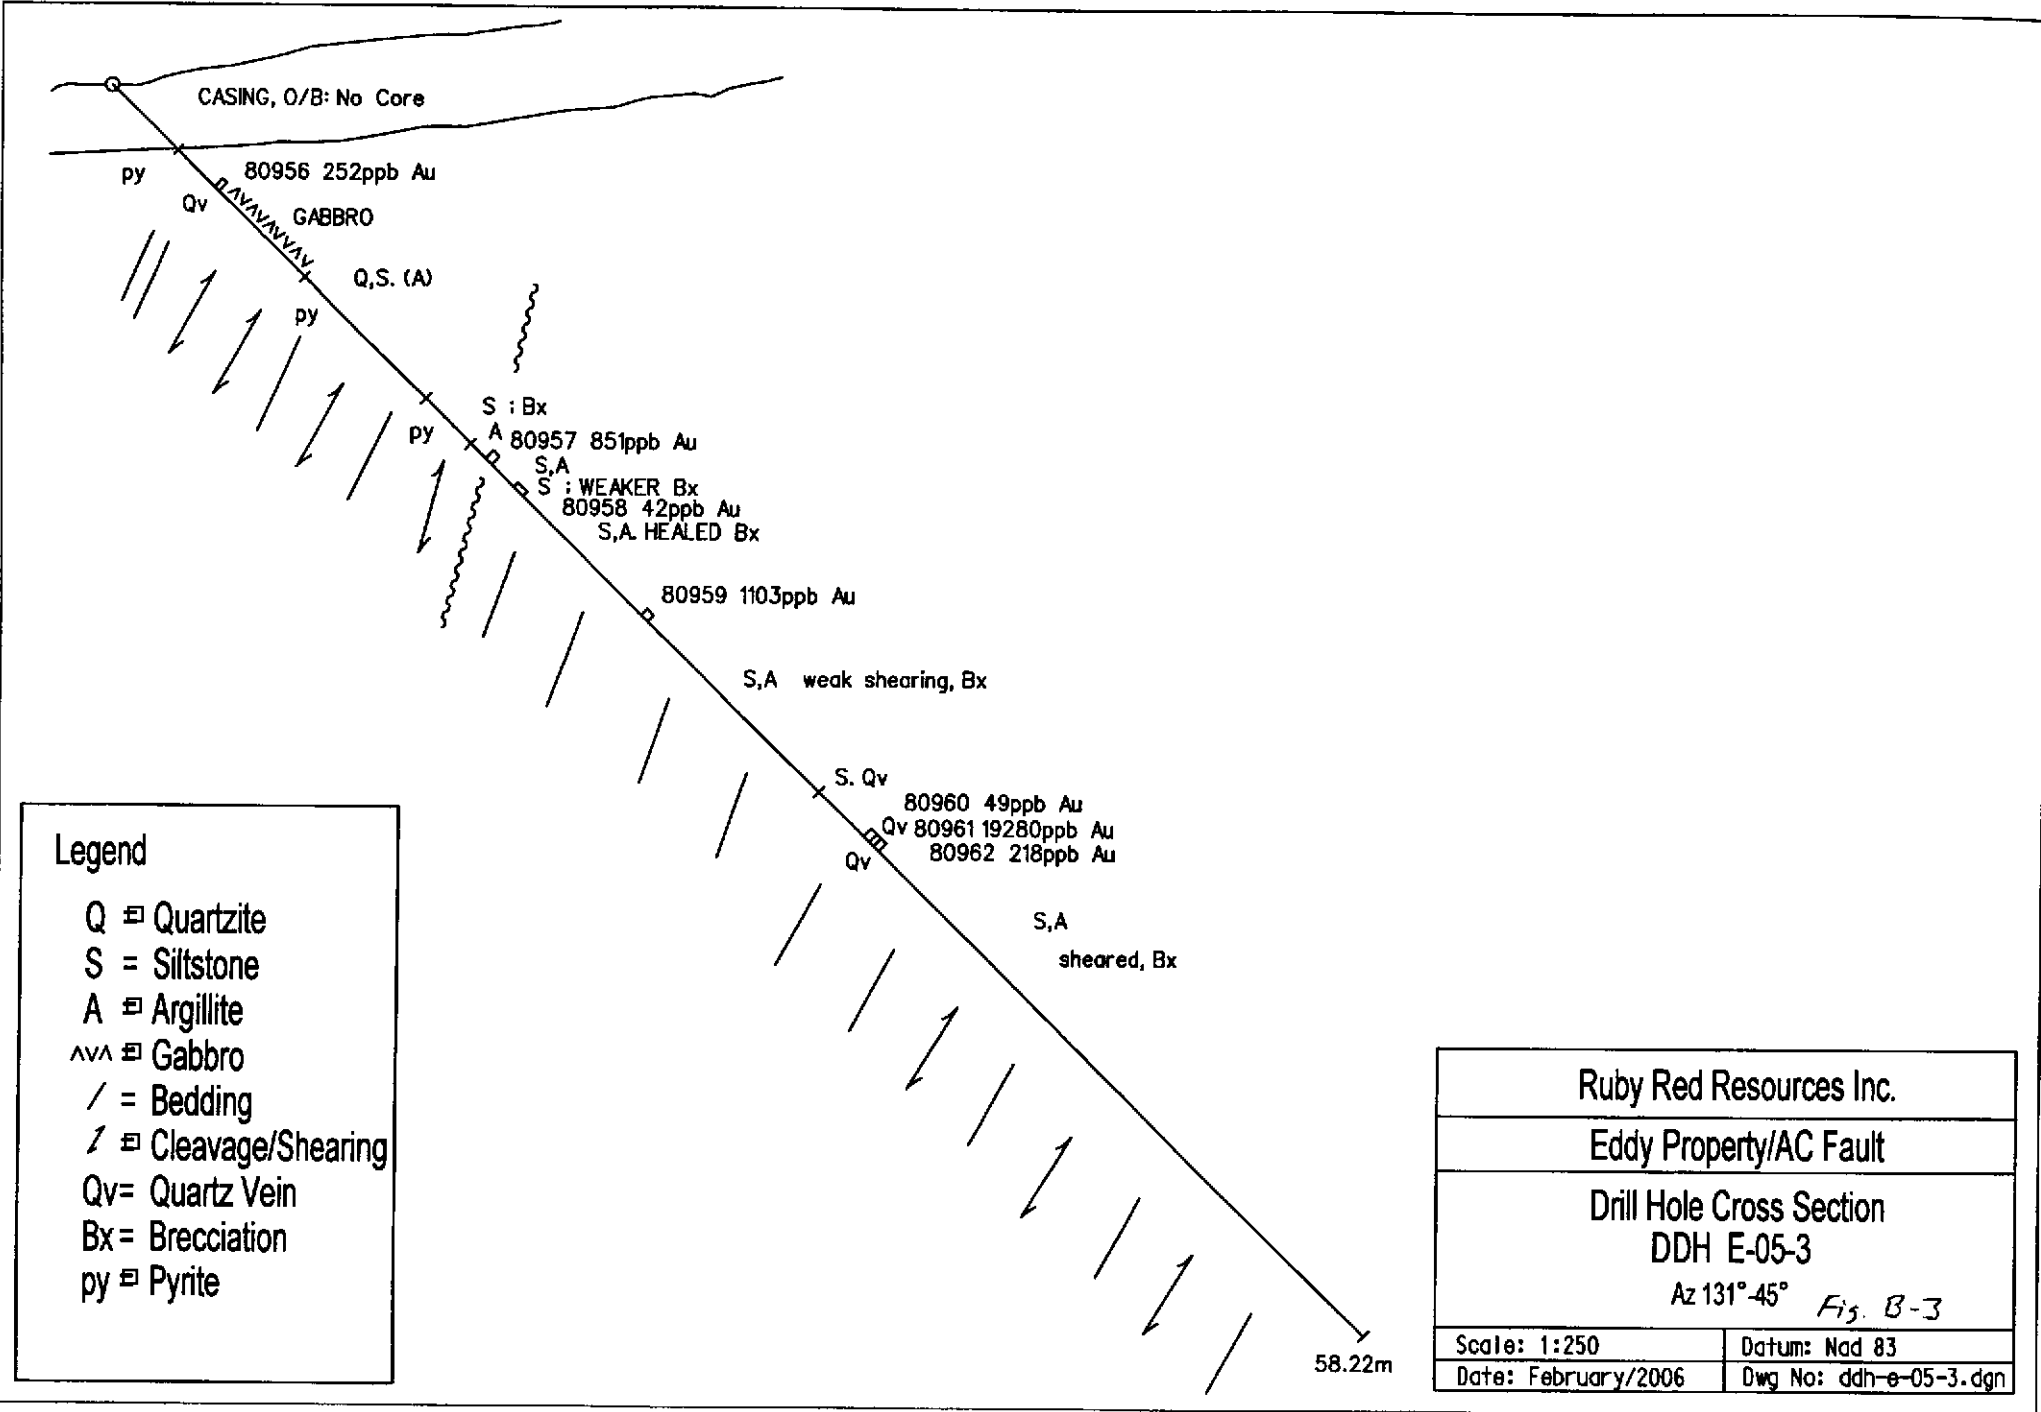 CASING, O/B: No Core
py
80956 252ppb Au
Qv
GABBRO
Q,S. (A)
py
S : Bx
py
A
80957 851ppb Au
S,A
S : WEAKER Bx
80958 42ppb Au
S,A. HEALED Bx
80959 1103ppb Au
S,A weak shearing, Bx
S. Qv
80960 49ppb Au
Qv 80961 19280ppb Au
80962 218ppb Au
Qv
S,A
sheared, Bx
58.22m
Legend
Q = Quartzite
S = Siltstone
A = Argillite
^v^ = Gabbro
/ = Bedding
= Cleavage/Shearing
Qv= Quartz Vein
Bx= Brecciation
py = Pyrite
Ruby Red Resources Inc.
Eddy Property/AC Fault
Drill Hole Cross Section
DDH E-05-3
Az 131°-45°
Fig. B-3
Scale: 1:250
Datum: Nad 83
Date: February/2006
Dwg No: ddh-e-05-3.dgn